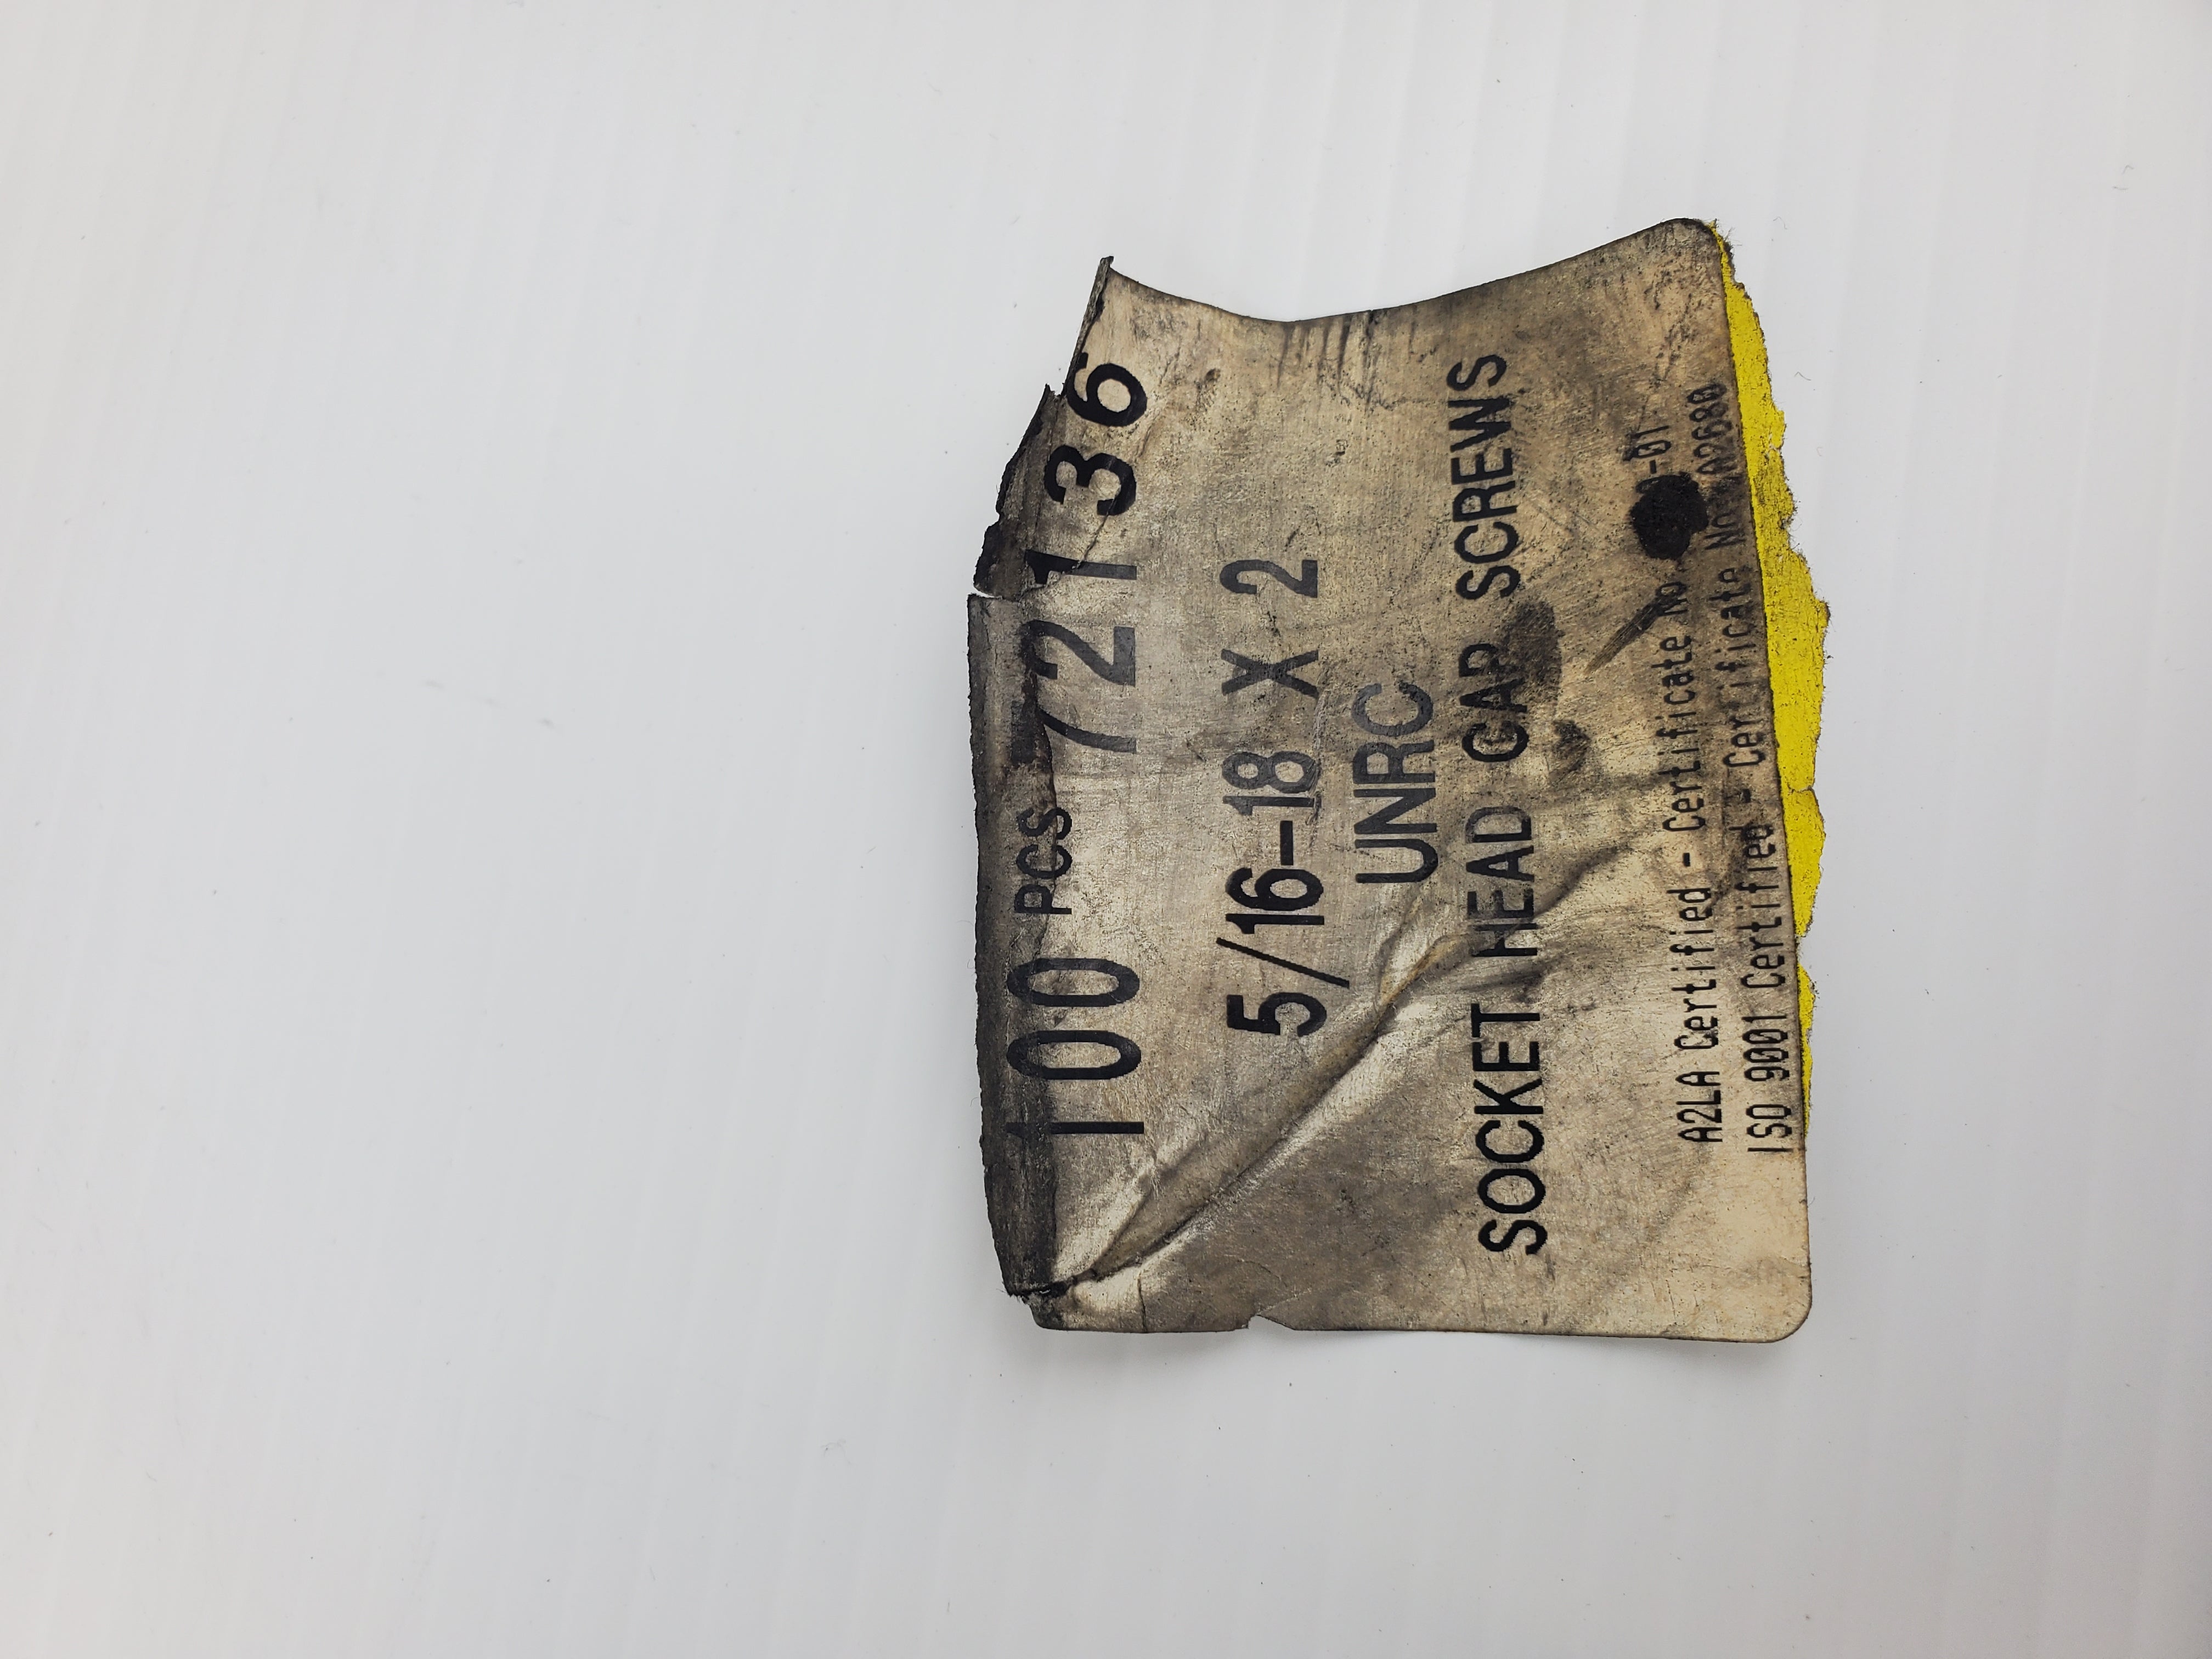 100 PCS 72136
5/16-18 X 2
UNRC
SOCKET HEAD CAP SCREWS
A2LA Certified - Certificate No.
ISO 9001 Certified - Certificate No.